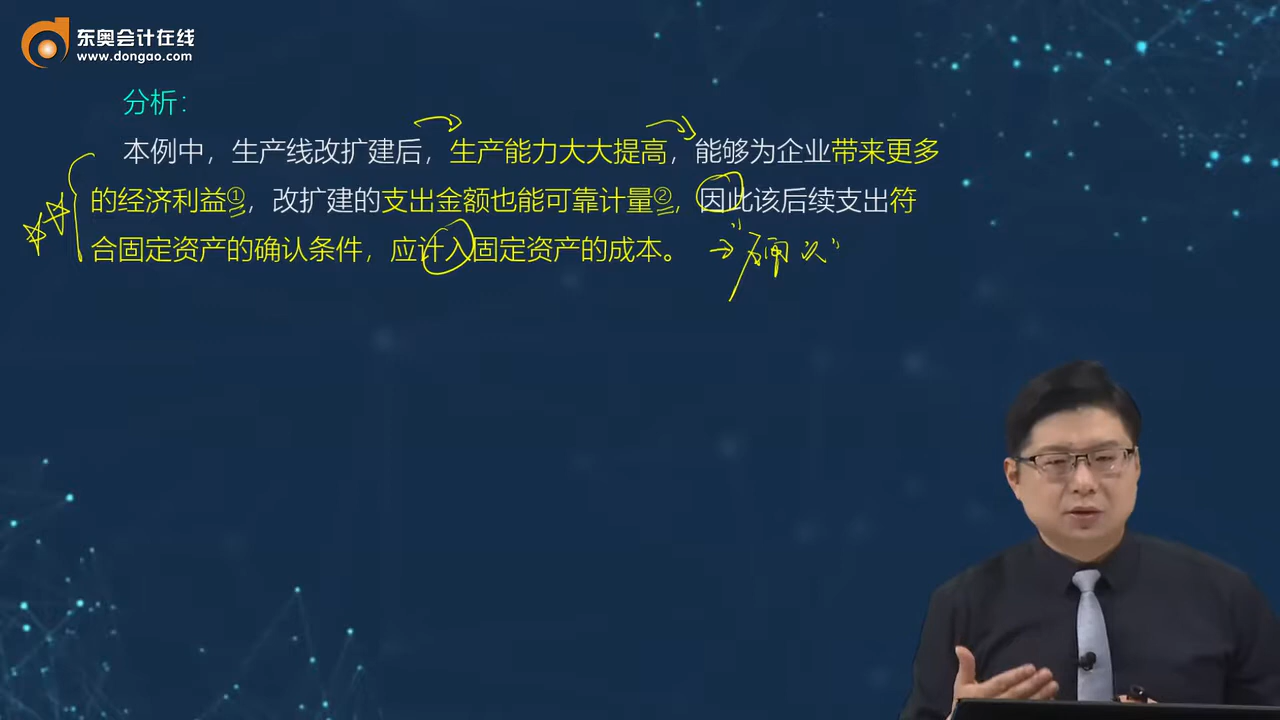 东奥会计在线
www.dongao.com
分析：
本例中，生产线改扩建后，生产能力大大提高，能够为企业带来更多
的经济利益①，改扩建的支出金额也能可靠计量②，因此该后续支出符
合固定资产的确认条件，应计入固定资产的成本。